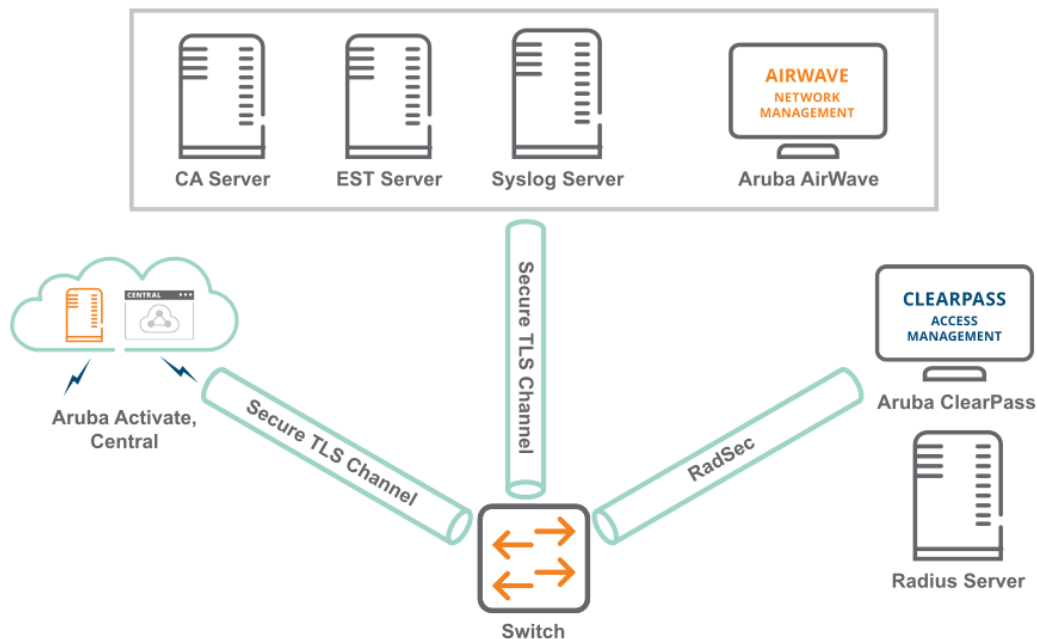 AIRWAVE
NETWORK
MANAGEMENT
CA Server
EST Server
Syslog Server
Aruba AirWave
CENTRAL
Aruba Activate,
Central
Secure TLS Channel
Secure TLS Channel
RadSec
CLEARPASS
ACCESS
MANAGEMENT
Aruba ClearPass
Radius Server
Switch